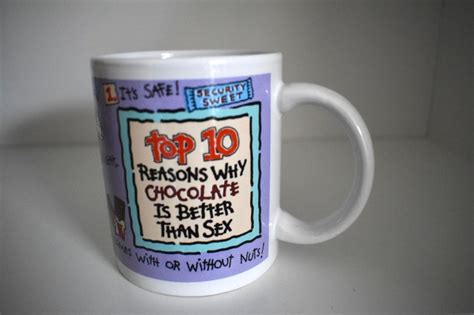 1. It's Safe!
SECURITY SWEET
Top 10
REASONS WHY
CHOCOLATE
IS BETTER
THAN SEX
WITH OR WITHOUT NUTS!